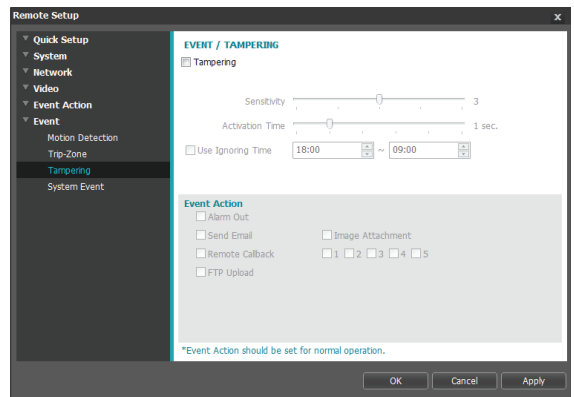 Remote Setup
x
Quick Setup
System
Network
Video
Event Action
Event
Motion Detection
Trip-Zone
Tampering
System Event
EVENT / TAMPERING
Tampering
Sensitivity 3
Activation Time 1 sec.
Use Ignoring Time 18:00 ~ 09:00
Event Action
Alarm Out
Send Email Image Attachment
Remote Callback 1 2 3 4 5
FTP Upload
*Event Action should be set for normal operation.
OK Cancel Apply